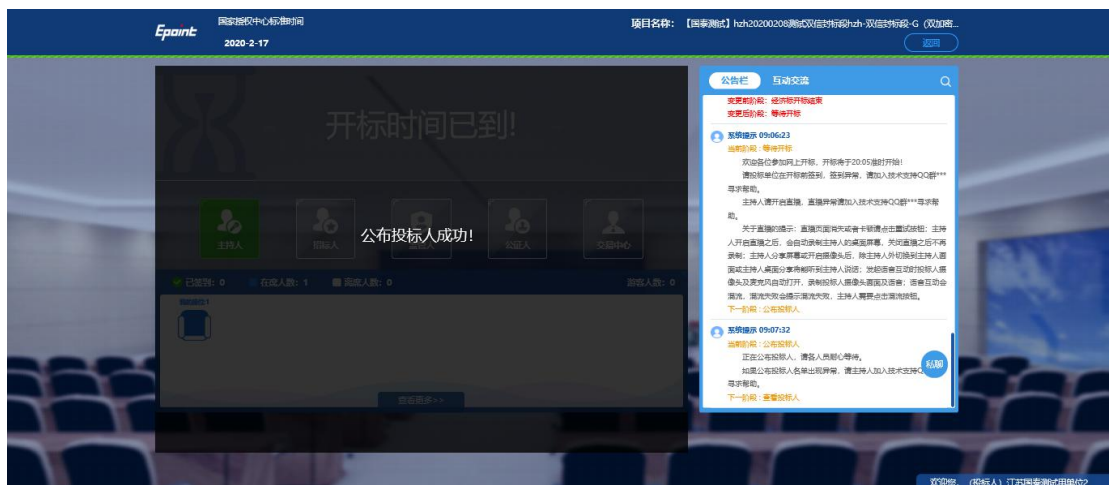 Epoint
国家授权中心标准时间
2020-2-17
项目名称: 【国泰测试】hzh20200208测试双信封标段hzh-双信封标段-G (双加密...
返回
开标时间已到!
主持人
招标人
公证人
交易中心
公布投标人成功!
已签到: 0
在席人数: 1
离席人数: 0
游客人数: 0
查看更多>>
公告栏
互动交流
变更前阶段: 经济标开标结束
变更后阶段: 等待开标
系统提示 09:06:23
当前阶段 : 等待开标
欢迎各位参加网上开标、开标将于20:05准时开始!
请投标单位在开标前签到, 签到异常, 请加入技术支持QQ群***
寻求帮助。
主持人请开启直播, 直播异常请加入技术支持QQ群***寻求帮
助。
关于直播的提示: 直播页面消失或者卡顿请点击重试按钮; 主持
人开启直播之后, 会自动录制主持人的桌面屏幕, 关闭直播之后不再
录制; 主持人分享屏幕或开启摄像头后, 除主持人外切换到主持人画
面或主持人桌面分享将能听到主持人说话; 发起语音互动时投标人摄
像头及麦克风自动打开, 录制投标人摄像头画面及语音; 语音互动会
混流, 混流失败会提示混流失败, 主持人需要点击混流按钮。
下一阶段 : 公布投标人
系统提示 09:07:32
当前阶段 : 公布投标人
正在公布投标人, 请各人员耐心等待。
如果公布投标人名单出现异常, 请主持人加入技术支持Q
寻求帮助。
下一阶段 : 查看投标人
私聊
欢迎您, (投标人) 江苏国泰测试用单位2